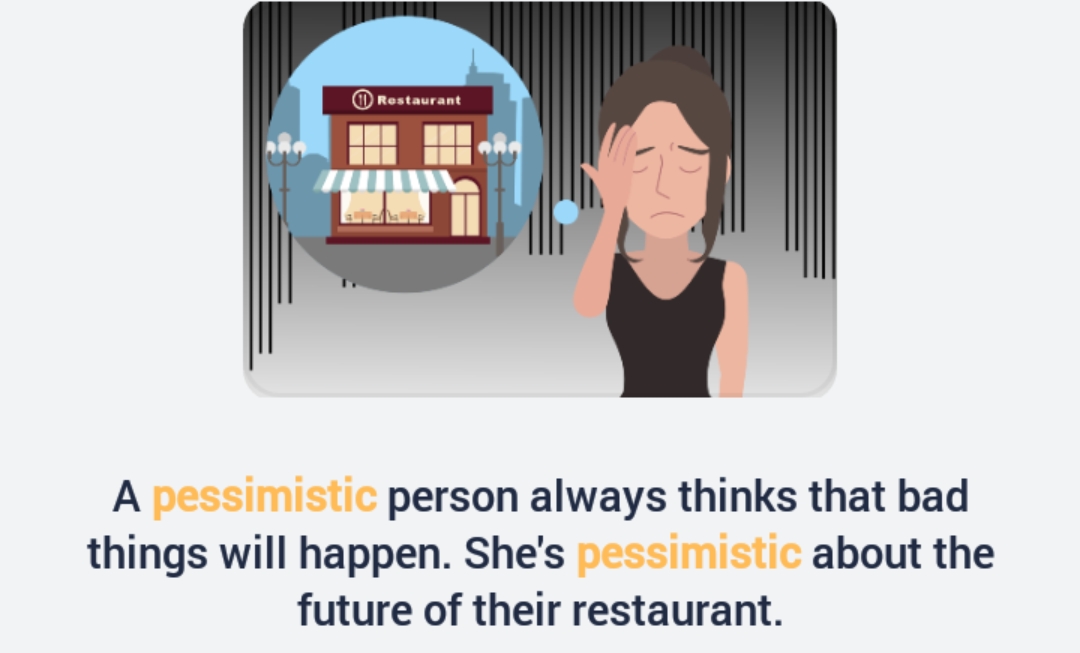 Restaurant
A pessimistic person always thinks that bad
things will happen. She's pessimistic about the
future of their restaurant.